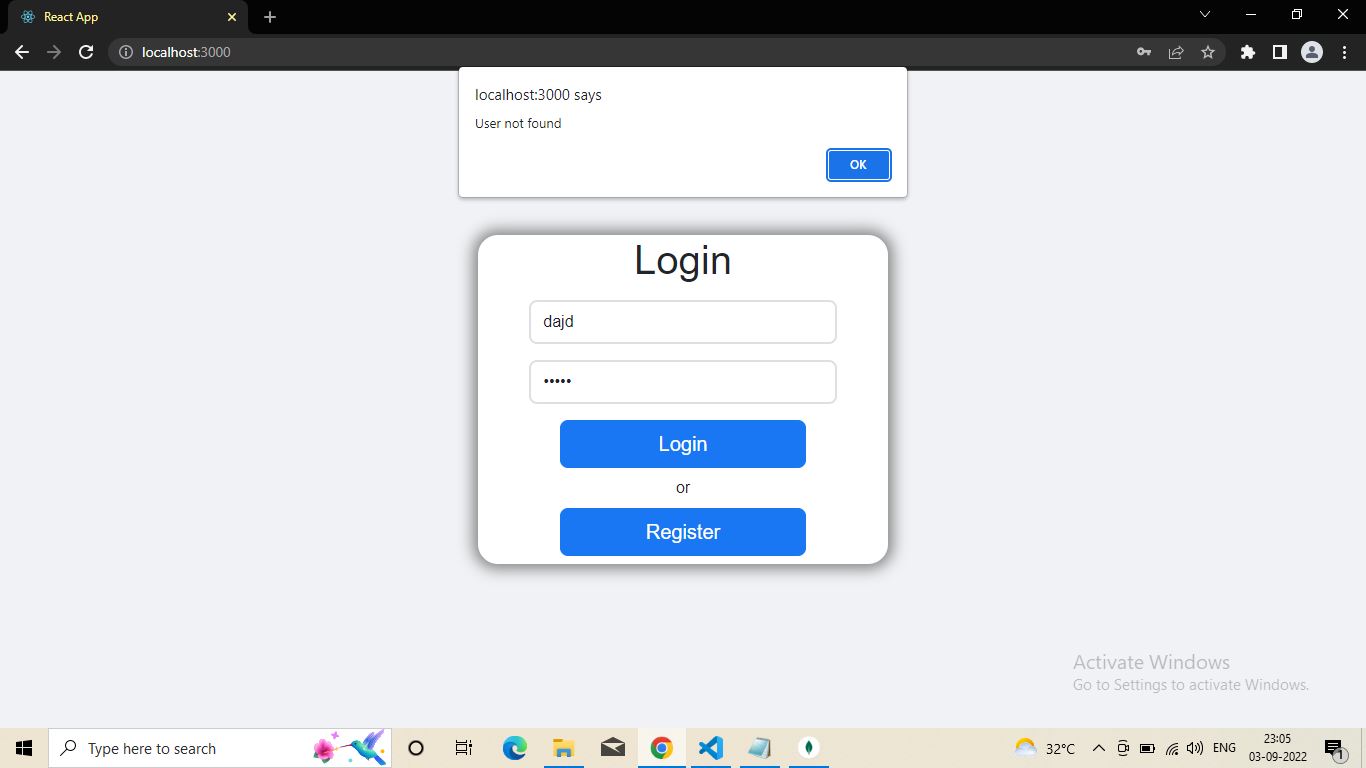 React App
localhost:3000
localhost:3000 says
User not found
OK
Login
dajd
•••••
Login
or
Register
Activate Windows
Go to Settings to activate Windows.
Type here to search
32°C
ENG
23:05
03-09-2022
1